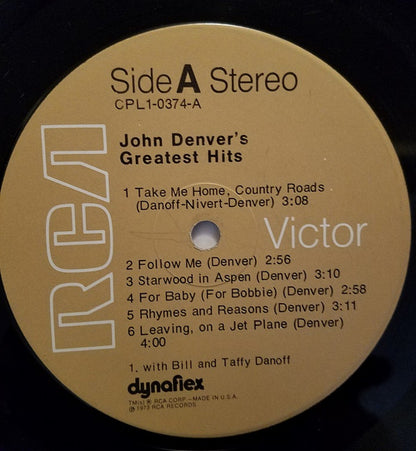 Side A Stereo
CPL1-0374-A
John Denver's
Greatest Hits
1 Take Me Home, Country Roads
(Danoff-Nivert-Denver) 3:08
RCA Victor
2 Follow Me (Denver) 2:56
3 Starwood in Aspen (Denver) 3:10
4 For Baby (For Bobbie) (Denver) 2:58
5 Rhymes and Reasons (Denver) 3:11
6 Leaving, on a Jet Plane (Denver)
4:00
1. with Bill and Taffy Danoff
dynaflex
TM(s) ® RCA CORP.—MADE IN U.S.A.
℗ 1973 RCA RECORDS